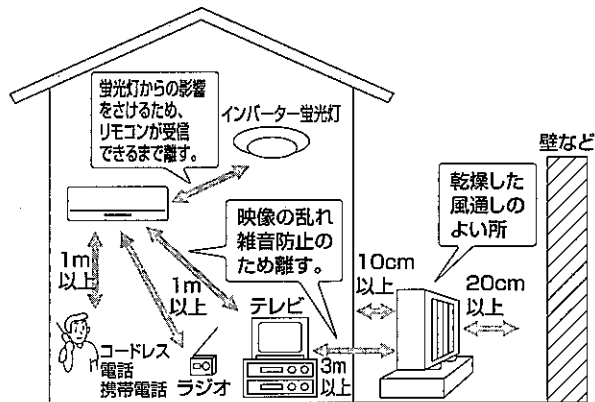 蛍光灯からの影響
をさけるため、
リモコンが受信
できるまで離す。
インバーター蛍光灯
壁など
乾燥した
風通しの
よい所
映像の乱れ
雑音防止の
ため離す。
1m
以上
1m
以上
10cm
以上
20cm
以上
テレビ
コードレス
電話
携帯電話
ラジオ
3m
以上